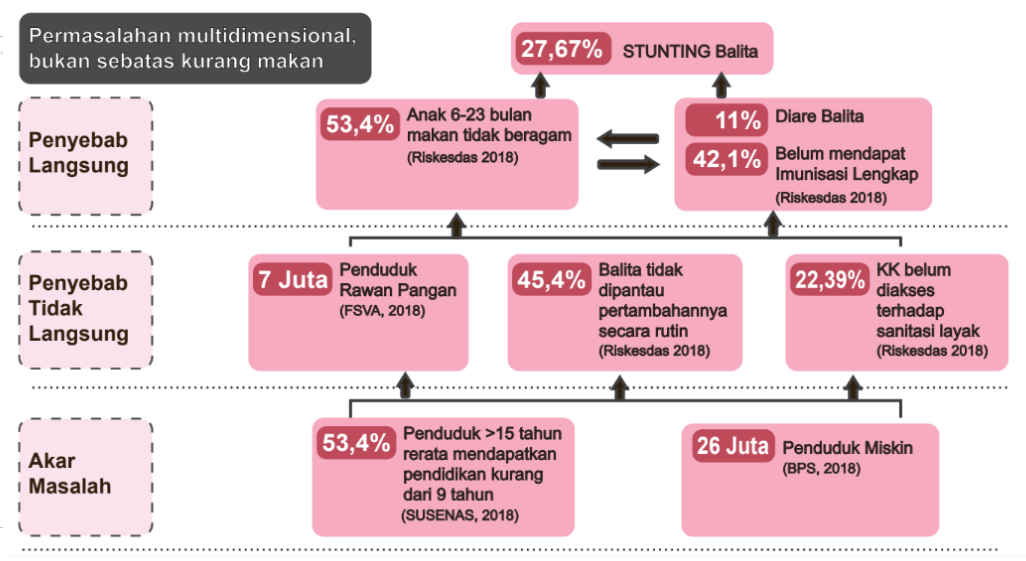 Permasalahan multidimensional,
bukan sebatas kurang makan
27,67% STUNTING Balita
Penyebab
Langsung
53,4%
Anak 6-23 bulan
makan tidak beragam
(Riskesdas 2018)
11% Diare Balita
42,1%
Belum mendapat
Imunisasi Lengkap
(Riskesdas 2018)
Penyebab
Tidak
Langsung
7 Juta
Penduduk
Rawan Pangan
(FSVA, 2018)
45,4%
Balita tidak
dipantau
pertambahannya
secara rutin
(Riskesdas 2018)
22,39%
KK belum
diakses
terhadap
sanitasi layak
(Riskesdas 2018)
Akar
Masalah
53,4%
Penduduk >15 tahun
rerata mendapatkan
pendidikan kurang
dari 9 tahun
(SUSENAS, 2018)
26 Juta
Penduduk Miskin
(BPS, 2018)